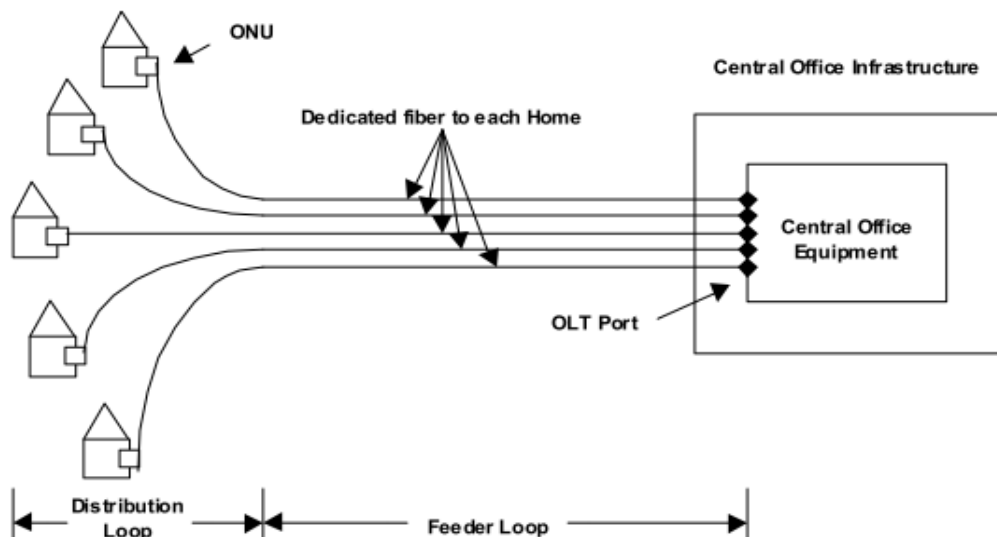 ONU
Central Office Infrastructure
Dedicated fiber to each Home
Central Office
Equipment
OLT Port
Distribution
Loop
Feeder Loop